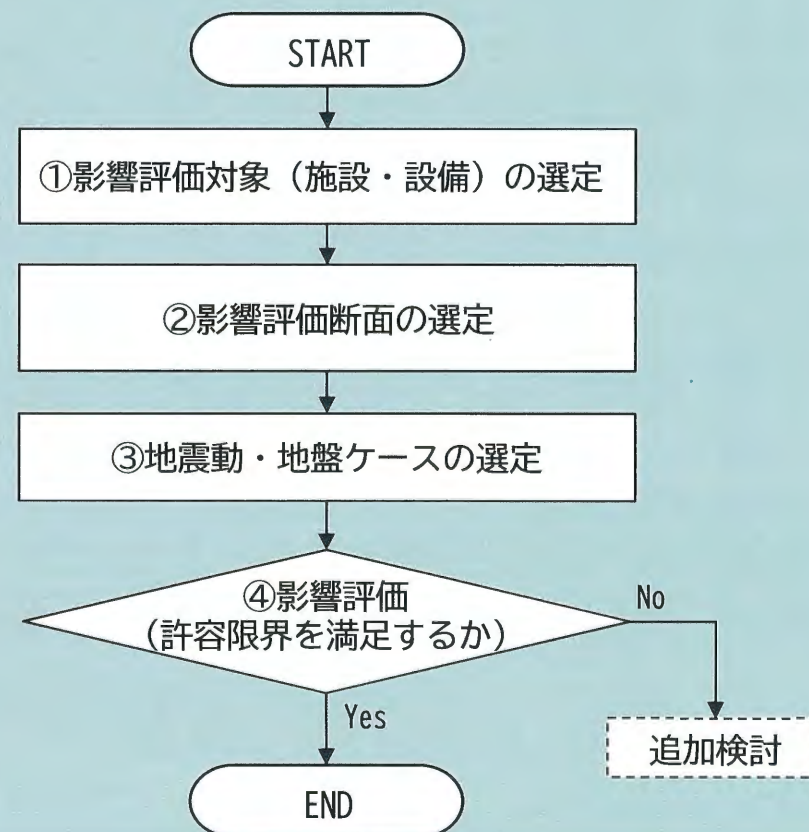 START
①影響評価対象（施設・設備）の選定
②影響評価断面の選定
③地震動・地盤ケースの選定
④影響評価
（許容限界を満足するか）
No
Yes
追加検討
END